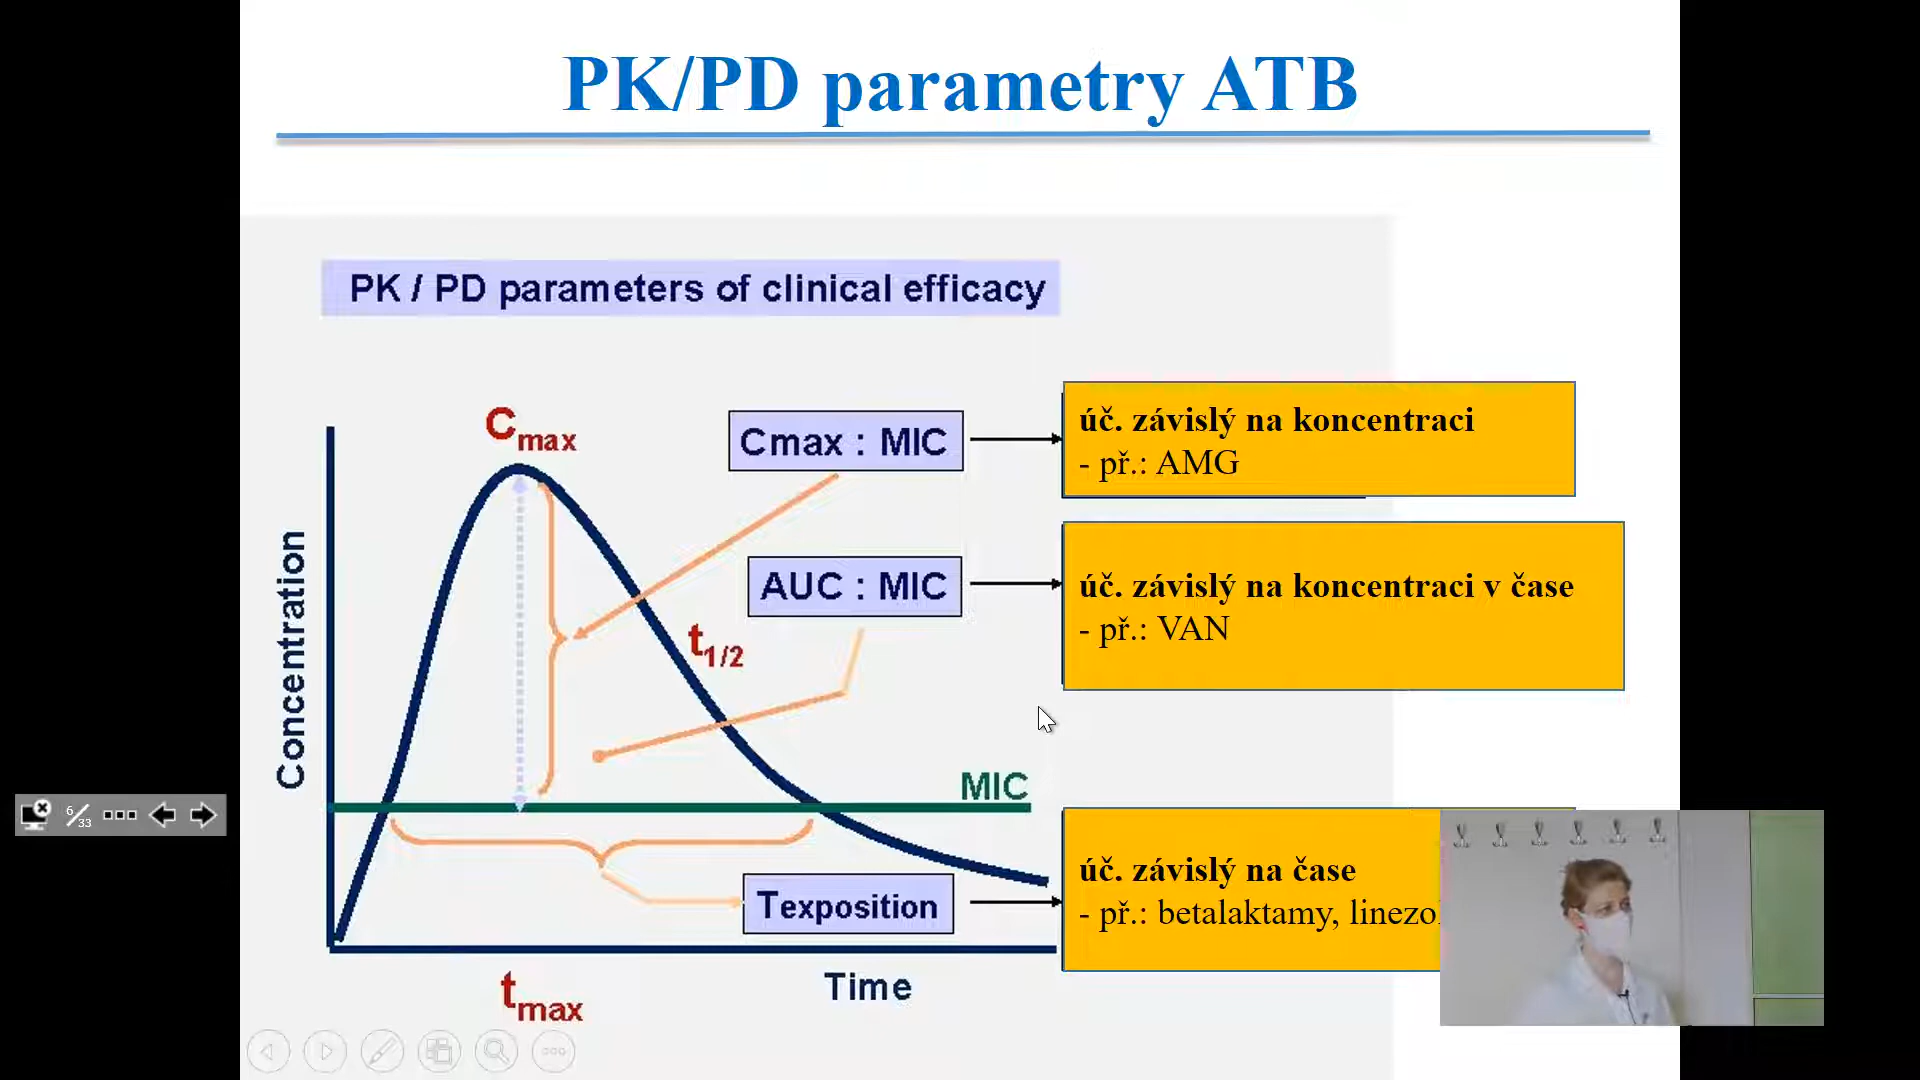 PK/PD parametry ATB
PK / PD parameters of clinical efficacy
Cmax
Cmax : MIC
úč. závislý na koncentraci
- př.: AMG
AUC : MIC
úč. závislý na koncentraci v čase
- př.: VAN
t1/2
Concentration
MIC
Texposition
úč. závislý na čase
- př.: betalaktamy,
tmax
Time
6/33